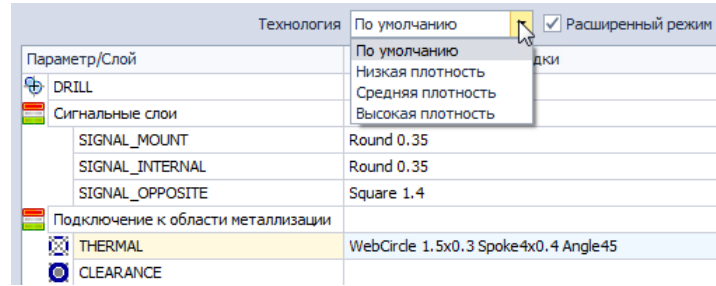 Технология По умолчанию Расширенный режим
По умолчанию
Параметр/Слой дки
Низкая плотность
DRILL
Средняя плотность
Сигнальные слои
Высокая плотность
SIGNAL_MOUNT Round 0.35
SIGNAL_INTERNAL Round 0.35
SIGNAL_OPPOSITE Square 1.4
Подключение к области металлизации
THERMAL WebCircle 1.5x0.3 Spoke4x0.4 Angle45
CLEARANCE